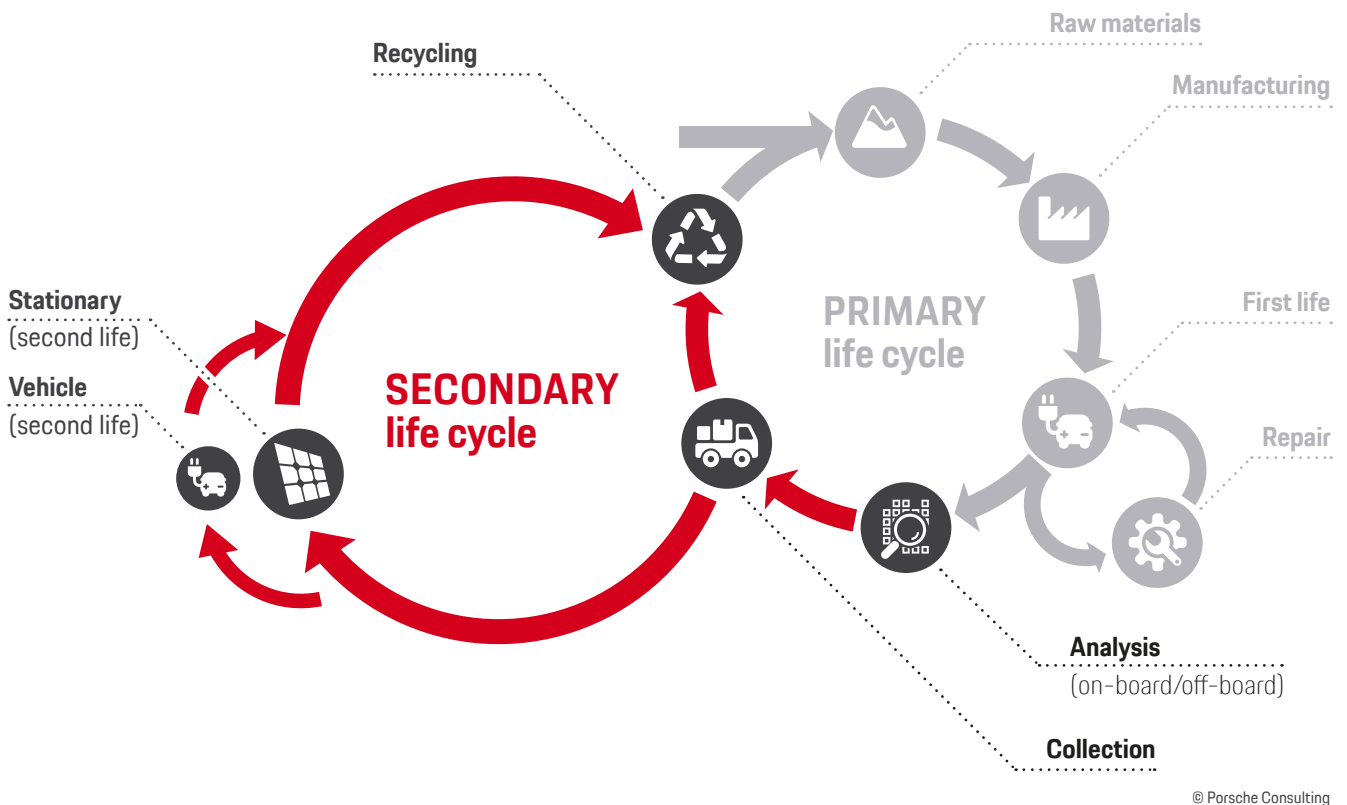 Raw materials
Recycling
Manufacturing
Stationary
(second life)
Vehicle
(second life)
PRIMARY
life cycle
First life
SECONDARY
life cycle
Repair
Analysis
(on-board/off-board)
Collection
© Porsche Consulting